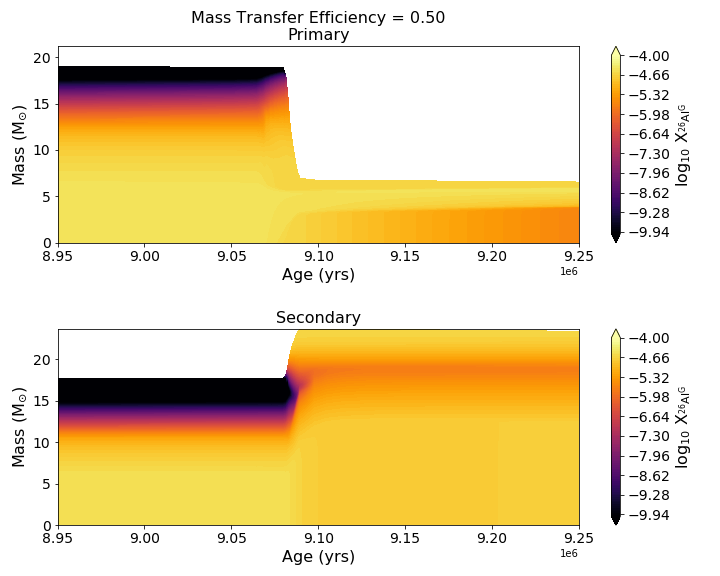 Mass Transfer Efficiency = 0.50
Primary
Mass (M⊙)
20
15
10
5
0
8.95 9.00 9.05 9.10 9.15 9.20 9.25
Age (yrs)
1e6
−4.00
−4.66
−5.32
−5.98
−6.64
−7.30
−7.96
−8.62
−9.28
−9.94
log₁₀ X²⁶AlᴳG
Secondary
Mass (M⊙)
20
15
10
5
0
8.95 9.00 9.05 9.10 9.15 9.20 9.25
Age (yrs)
1e6
−4.00
−4.66
−5.32
−5.98
−6.64
−7.30
−7.96
−8.62
−9.28
−9.94
log₁₀ X²⁶Alᴳ